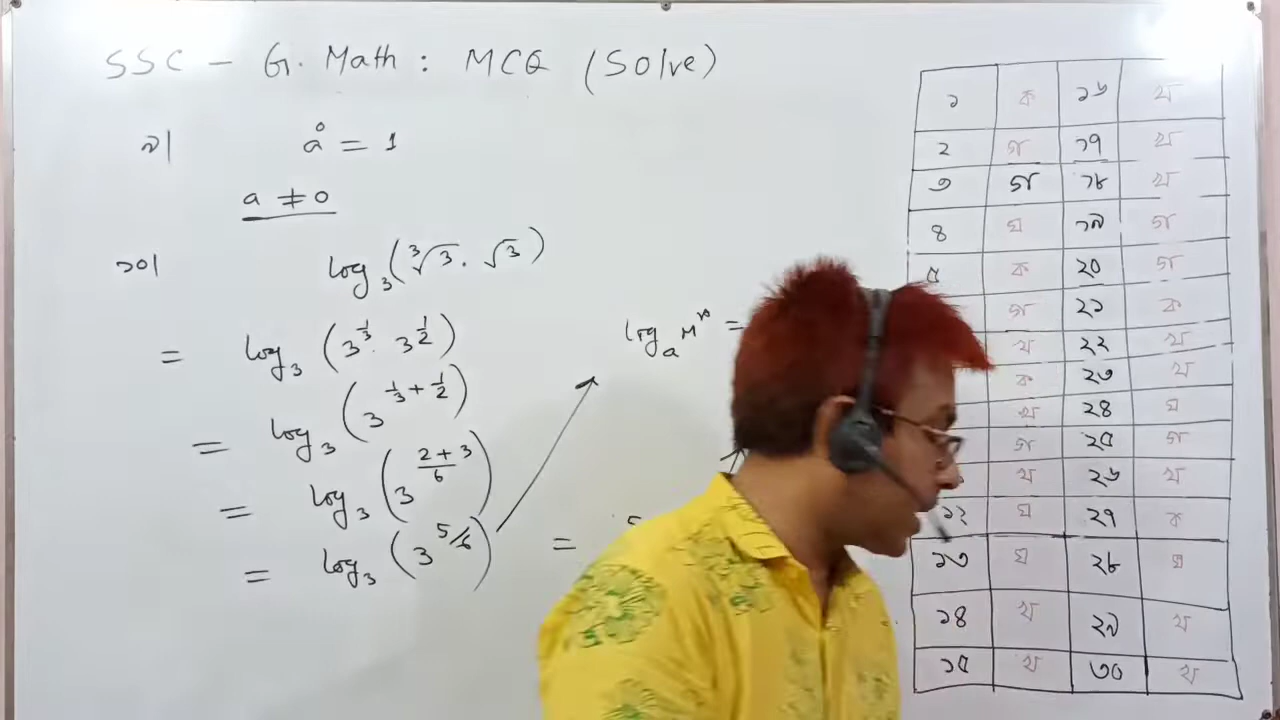 SSC - G. Math : MCQ (Solve)
৯| a° = 1
a ≠ 0
১০| log₃(∛3 . √3)
= log₃(3^{1/3} . 3^{1/2})
= log₃(3^{1/3 + 1/2})
= log₃(3^{(2+3)/6})
= log₃(3^{5/6}) =
logₐM^r =
১ ক ১৬ খ
২ গ ১৭ খ
৩ গ ১৮ খ
৪ ঘ ১৯ গ
৫ ক ২০ গ
গ ২১ ক
খ ২২ খ
ক ২৩ খ
খ ২৪ ঘ
গ ২৫ গ
খ ২৬ খ
১২ ঘ ২৭ ক
১৩ ঘ ২৮ ঘ
১৪ খ ২৯ খ
১৫ খ ৩০ খ